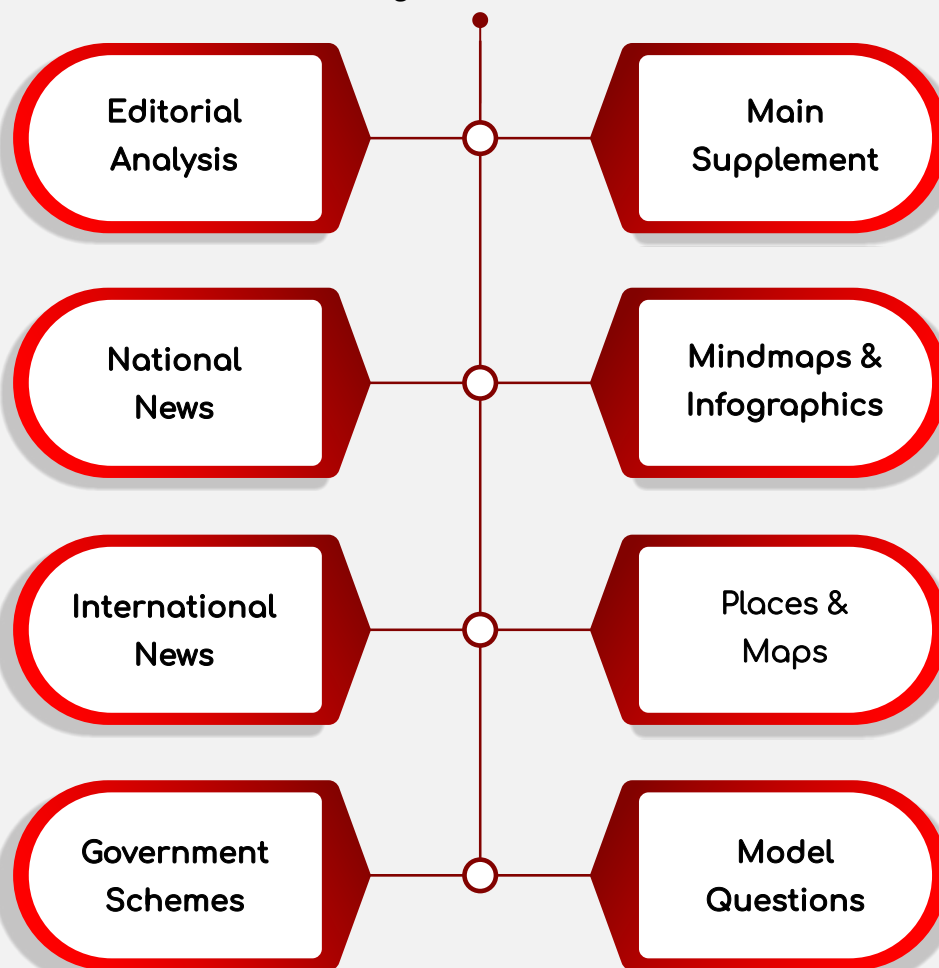 Editorial
Analysis
Main
Supplement
National
News
Mindmaps &
Infographics
International
News
Places &
Maps
Government
Schemes
Model
Questions